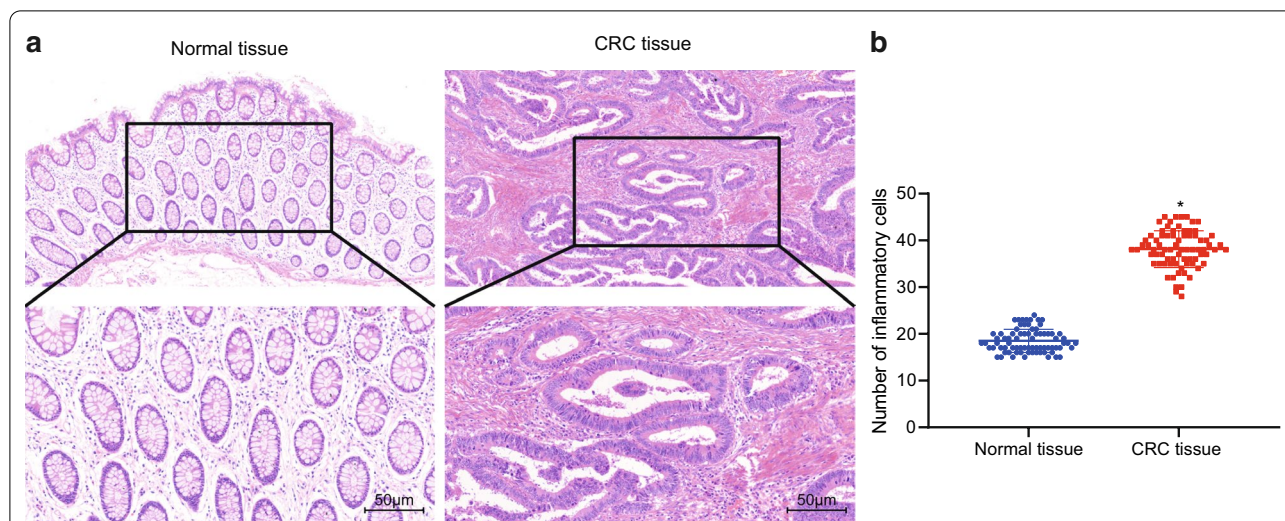 a
Normal tissue
CRC tissue
50μm
50μm
b
Number of inflammatory cells
50
40
30
20
10
0
*
Normal tissue
CRC tissue